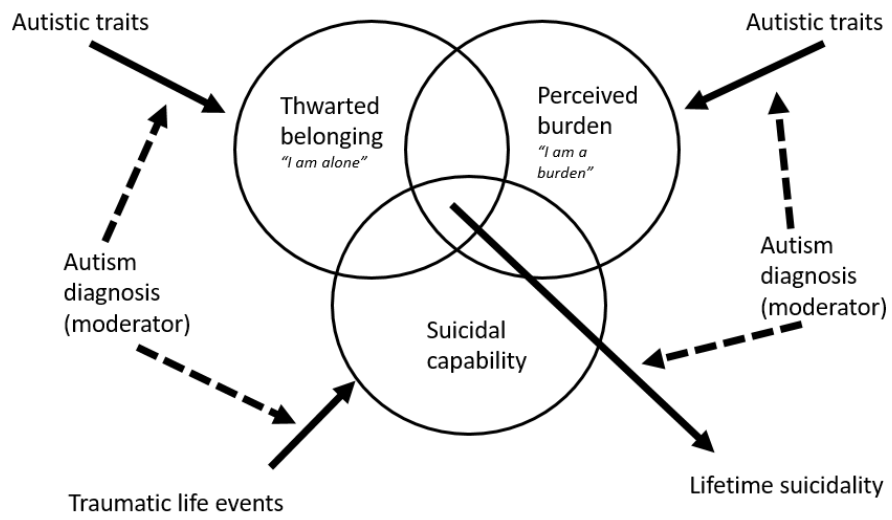 Autistic traits
Autistic traits
Thwarted
belonging
“I am alone”
Perceived
burden
“I am a
burden”
Autism
diagnosis
(moderator)
Autism
diagnosis
(moderator)
Suicidal
capability
Traumatic life events
Lifetime suicidality